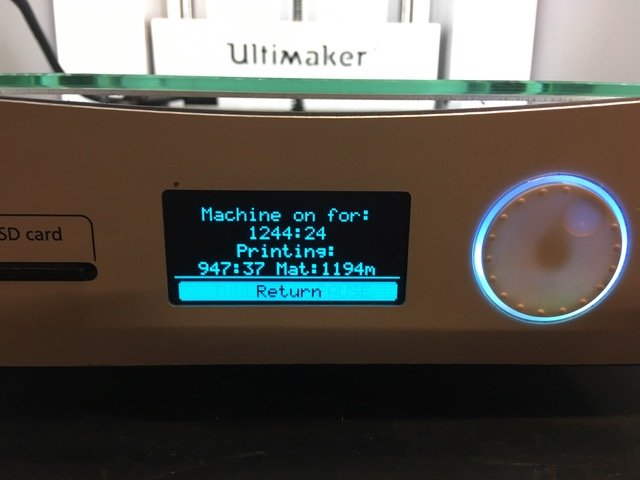 Ultimaker
SD card
Machine on for:
1244:24
Printing:
947:37 Mat:1194m
Return